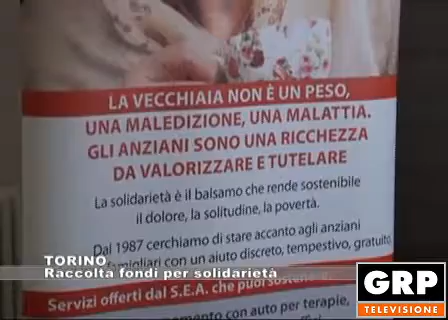 LA VECCHIAIA NON È UN PESO,
UNA MALEDIZIONE, UNA MALATTIA.
GLI ANZIANI SONO UNA RICCHEZZA
DA VALORIZZARE E TUTELARE
La solidarietà è il balsamo che rende sostenibile
il dolore, la solitudine, la povertà.
Dal 1987 cerchiamo di stare accanto agli anziani
famigliari con un aiuto discreto, tempestivo, gratuito
TORINO
Raccolta fondi per solidarietà
Servizi offerti dal S.E.A. che puoi
con auto per terapie,
GRP
TELEVISIONE